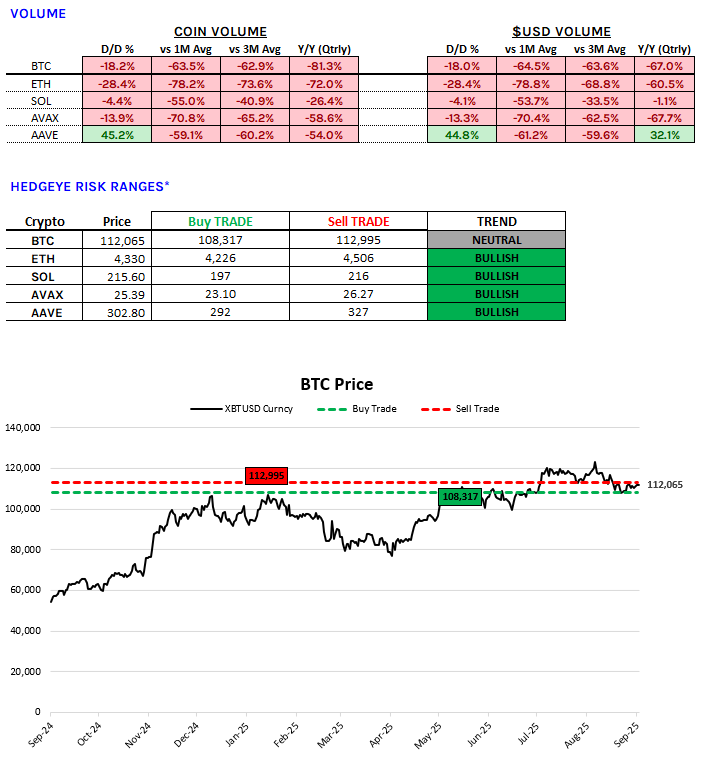 VOLUME
COIN VOLUME $USD VOLUME
D/D % vs 1M Avg vs 3M Avg Y/Y (Qtrly) D/D % vs 1M Avg vs 3M Avg Y/Y (Qtrly)
BTC -18.2% -63.5% -62.9% -81.3% -18.0% -64.5% -63.6% -67.0%
ETH -28.4% -78.2% -73.6% -72.0% -28.4% -78.8% -68.8% -60.5%
SOL -4.4% -55.0% -40.9% -26.4% -4.1% -53.7% -33.5% -1.1%
AVAX -13.9% -70.8% -65.2% -58.6% -13.3% -70.4% -62.5% -67.7%
AAVE 45.2% -59.1% -60.2% -54.0% 44.8% -61.2% -59.6% 32.1%
HEDGEYE RISK RANGES*
Crypto Price Buy TRADE Sell TRADE TREND
BTC 112,065 108,317 112,995 NEUTRAL
ETH 4,330 4,226 4,506 BULLISH
SOL 215.60 197 216 BULLISH
AVAX 25.39 23.10 26.27 BULLISH
AAVE 302.80 292 327 BULLISH
BTC Price
XBTUSD Curncy Buy Trade Sell Trade
140,000
120,000
112,995
112,065
108,317
100,000
80,000
60,000
40,000
20,000
0
Sep-24 Oct-24 Nov-24 Dec-24 Jan-25 Feb-25 Mar-25 Apr-25 May-25 Jun-25 Jul-25 Aug-25 Sep-25